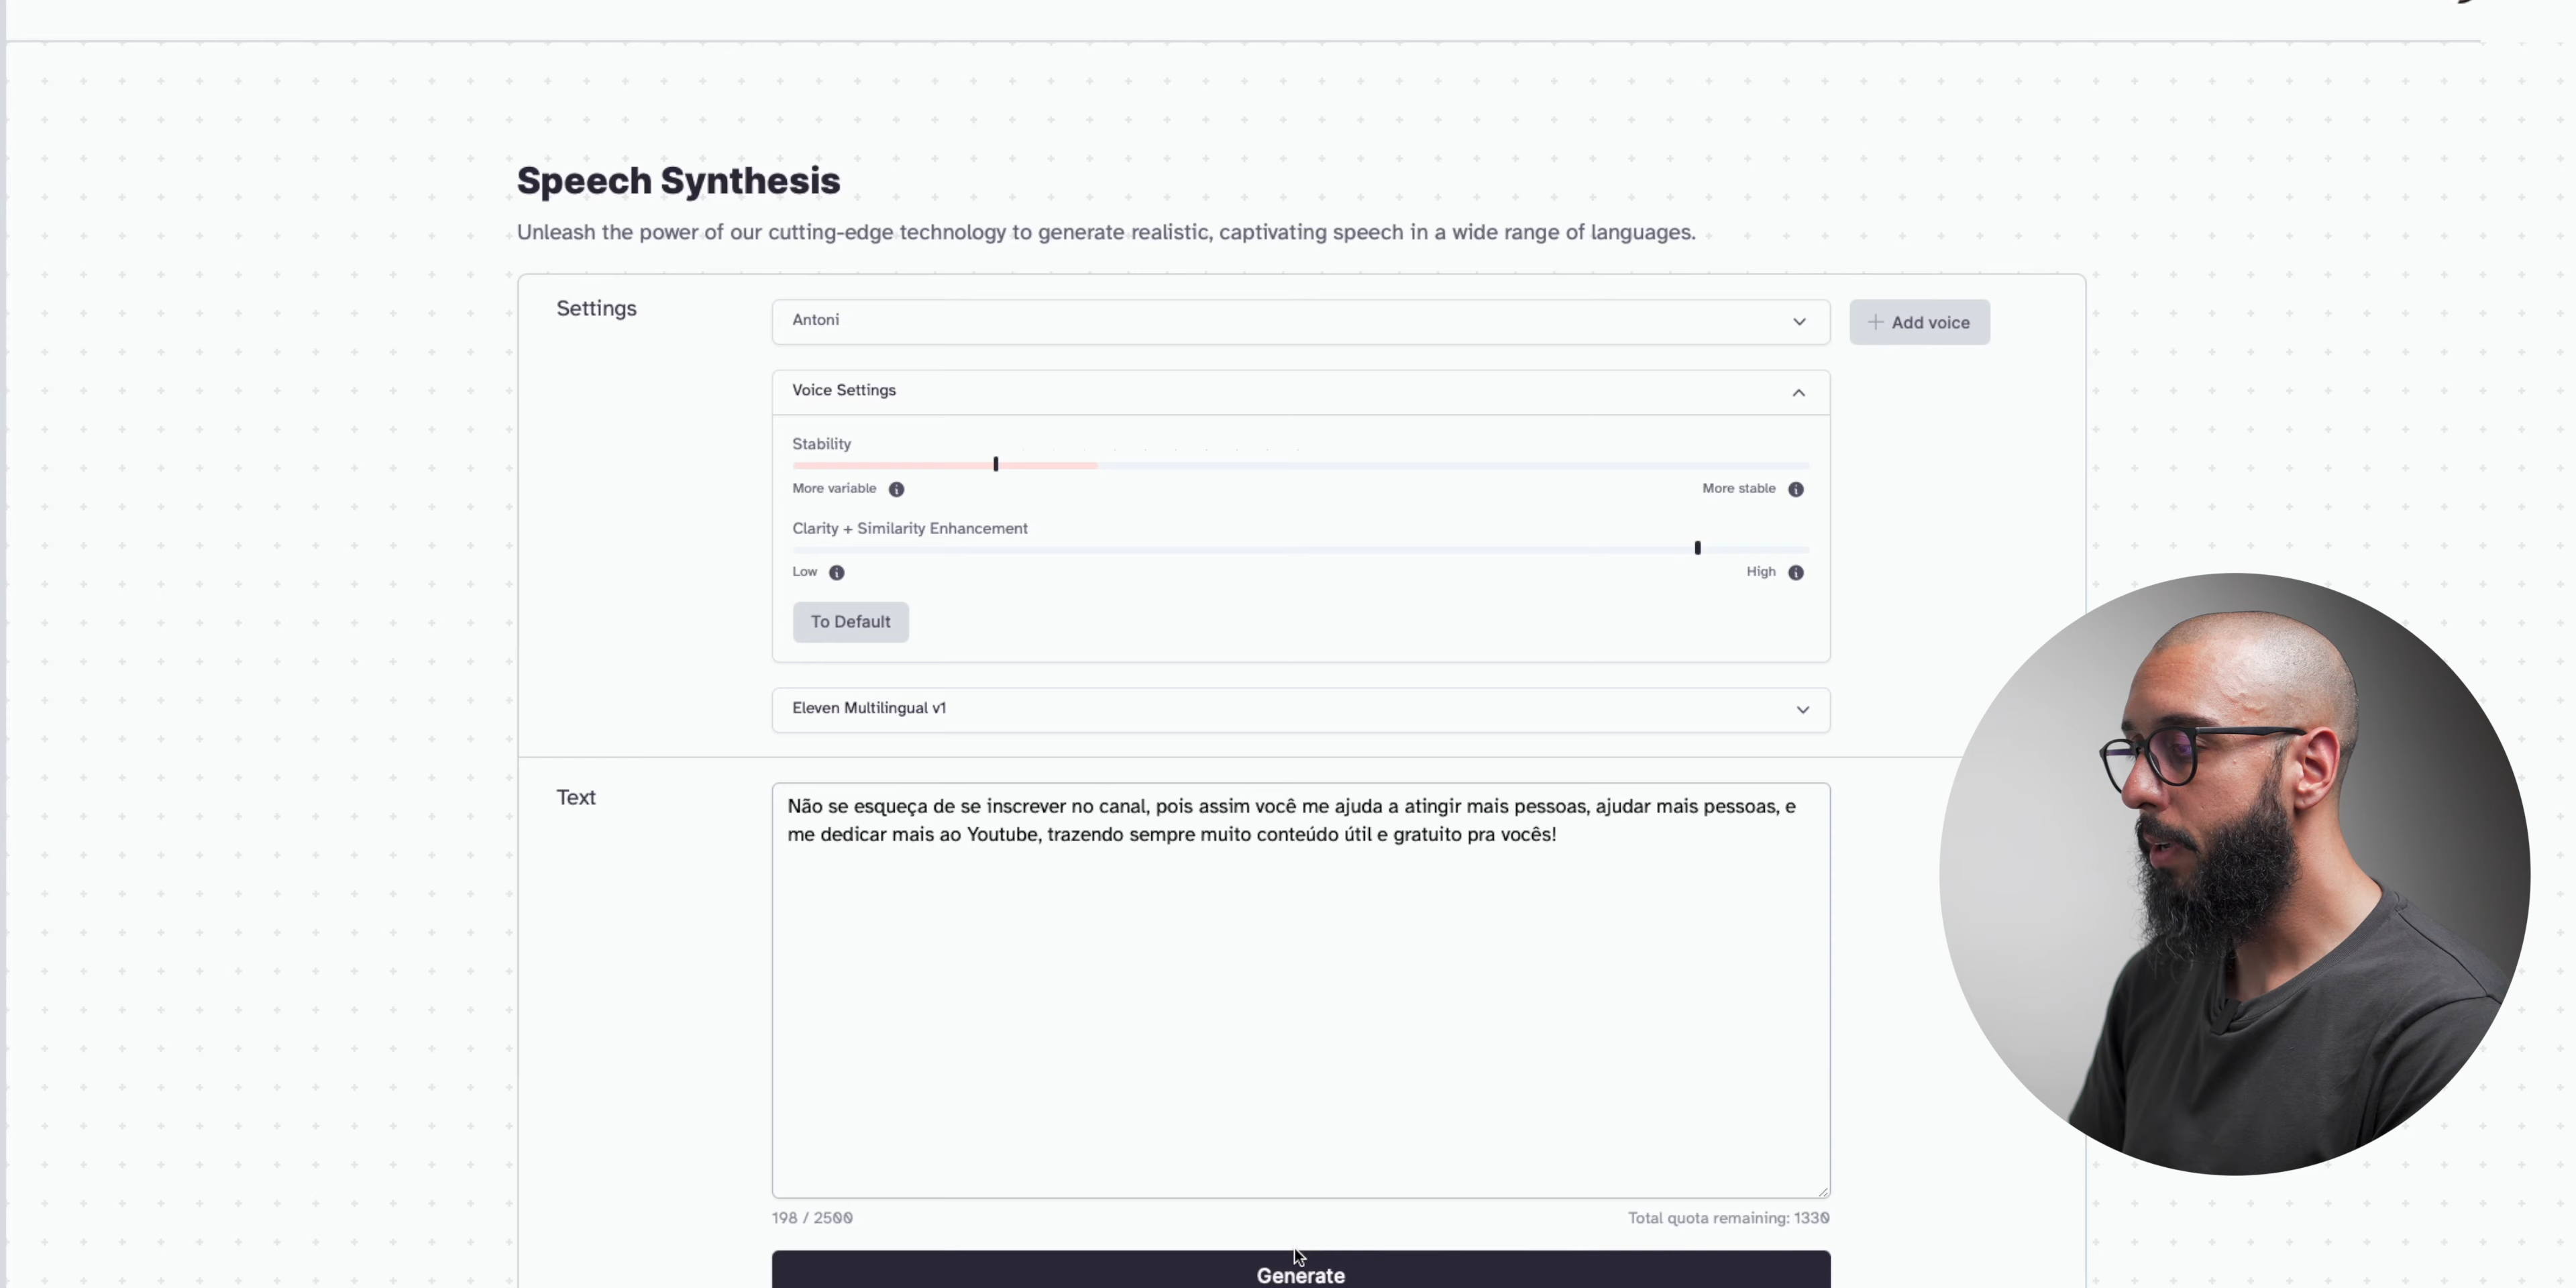 Speech Synthesis
Unleash the power of our cutting-edge technology to generate realistic, captivating speech in a wide range of languages.
Settings
Antoni
Add voice
Voice Settings
Stability
More variable
More stable
Clarity + Similarity Enhancement
Low
High
To Default
Eleven Multilingual v1
Text
Não se esqueça de se inscrever no canal, pois assim você me ajuda a atingir mais pessoas, ajudar mais pessoas, e
me dedicar mais ao Youtube, trazendo sempre muito conteúdo útil e gratuito pra vocês!
198 / 2500
Total quota remaining: 1330
Generate